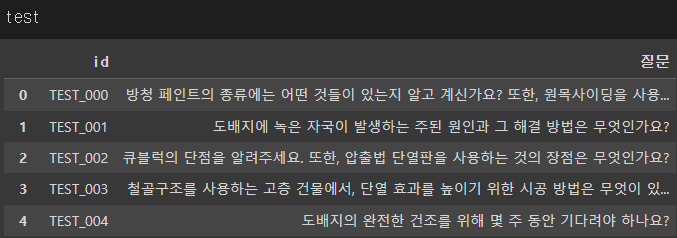 test
id 질문
0 TEST_000 방청 페인트의 종류에는 어떤 것들이 있는지 알고 계신가요? 또한, 원목사이딩을 사용...
1 TEST_001 도배지에 녹은 자국이 발생하는 주된 원인과 그 해결 방법은 무엇인가요?
2 TEST_002 큐블럭의 단점을 알려주세요. 또한, 압출법 단열판을 사용하는 것의 장점은 무엇인가요?
3 TEST_003 철골구조를 사용하는 고층 건물에서, 단열 효과를 높이기 위한 시공 방법은 무엇이 있...
4 TEST_004 도배지의 완전한 건조를 위해 몇 주 동안 기다려야 하나요?